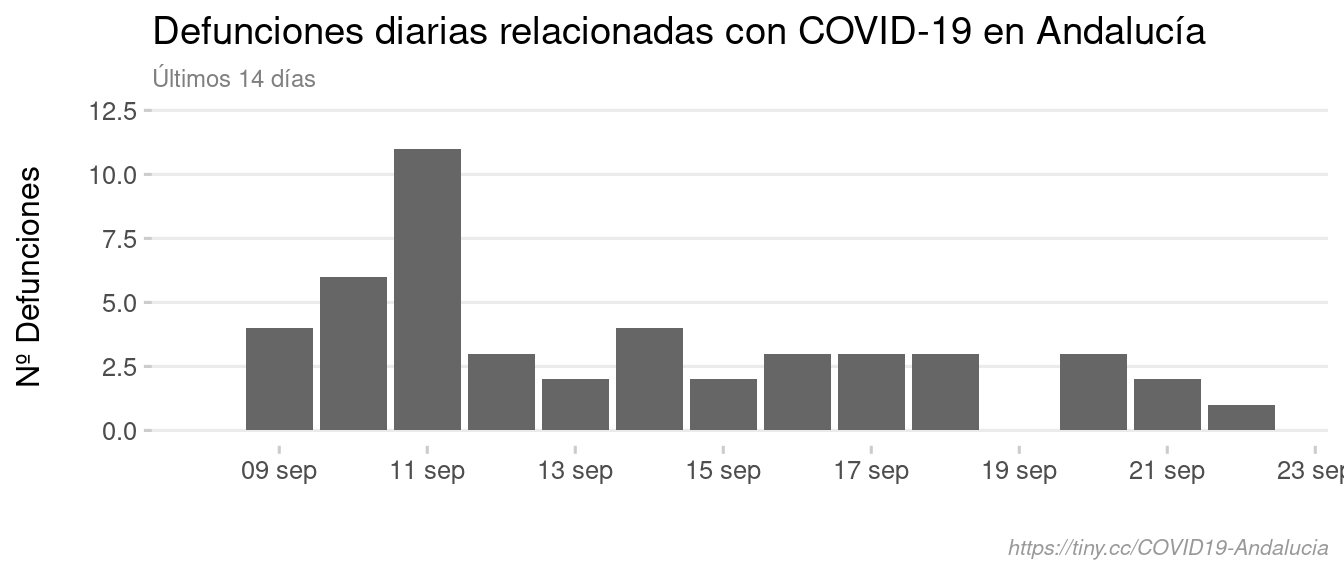 Defunciones diarias relacionadas con COVID-19 en Andalucía
Últimos 14 días
Nº Defunciones
12.5
10.0
7.5
5.0
2.5
0.0
09 sep 11 sep 13 sep 15 sep 17 sep 19 sep 21 sep 23 sep
https://tiny.cc/COVID19-Andalucia